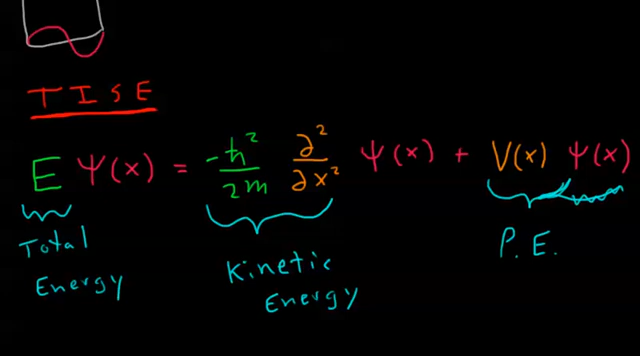 TISE
E Ψ(x) = -ħ²/2m ∂²/∂x² Ψ(x) + V(x) Ψ(x)
Total Energy
Kinetic Energy
P.E.